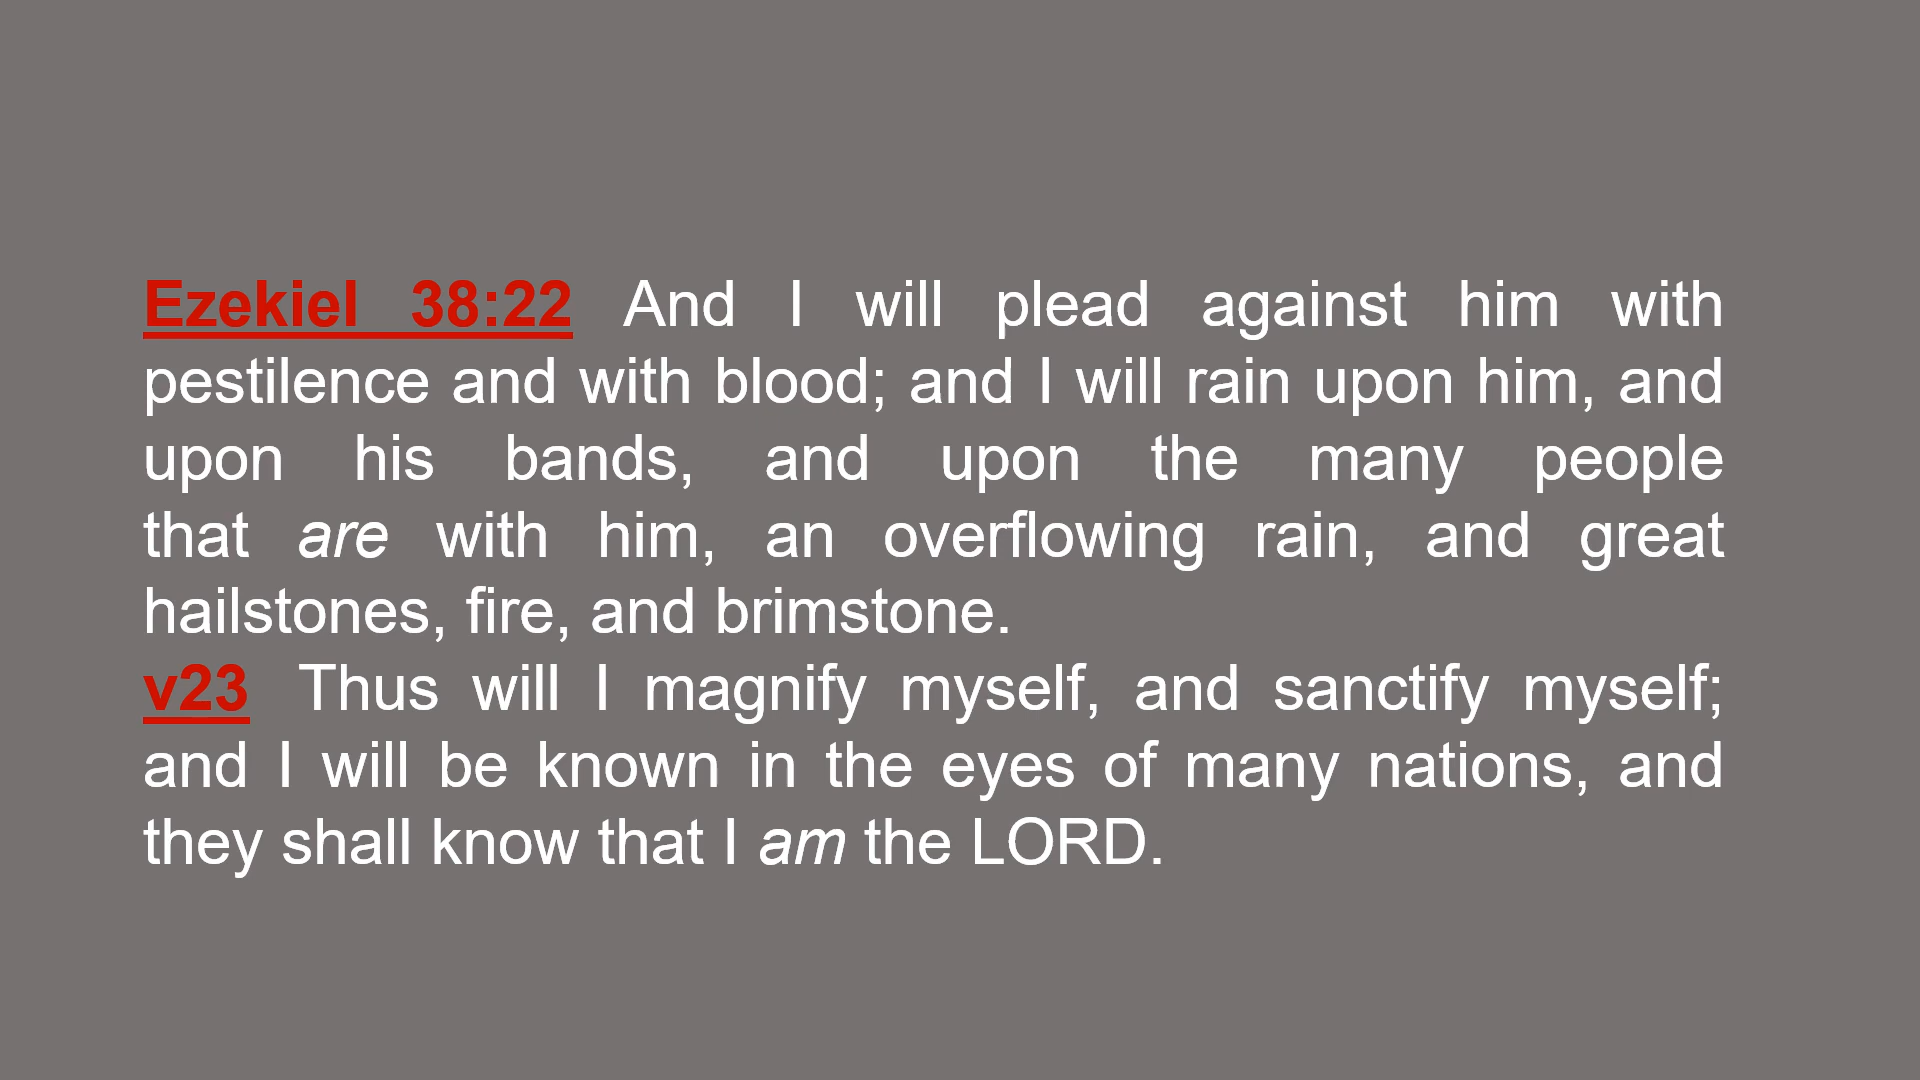 Ezekiel 38:22 And I will plead against him with
pestilence and with blood; and I will rain upon him, and
upon his bands, and upon the many people
that are with him, an overflowing rain, and great
hailstones, fire, and brimstone.
v23 Thus will I magnify myself, and sanctify myself;
and I will be known in the eyes of many nations, and
they shall know that I am the LORD.